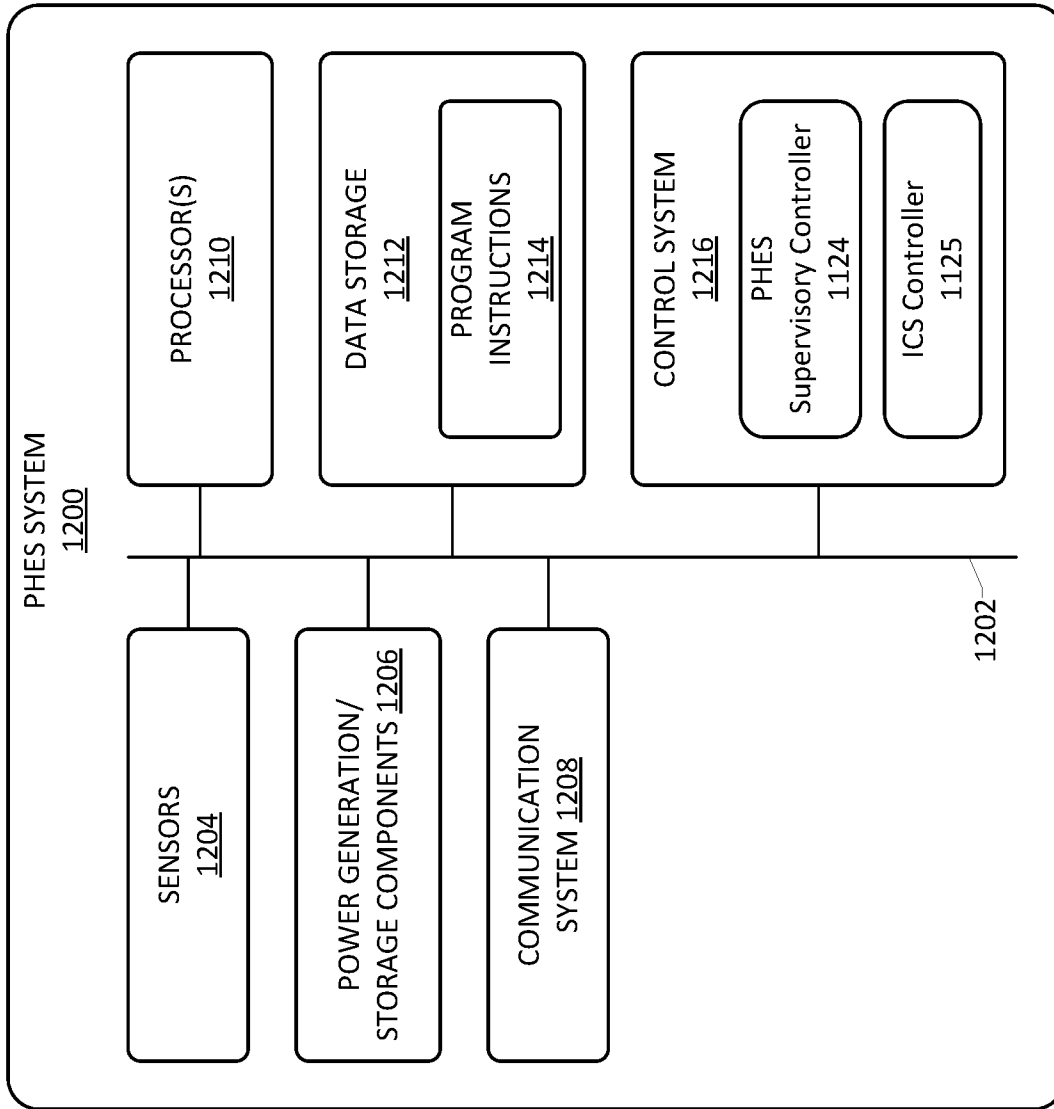 PHES SYSTEM
1200
SENSORS
1204
POWER GENERATION/
STORAGE COMPONENTS 1206
COMMUNICATION
SYSTEM 1208
1202
PROCESSOR(S)
1210
DATA STORAGE
1212
PROGRAM
INSTRUCTIONS
1214
CONTROL SYSTEM
1216
PHES
Supervisory Controller
1124
ICS Controller
1125